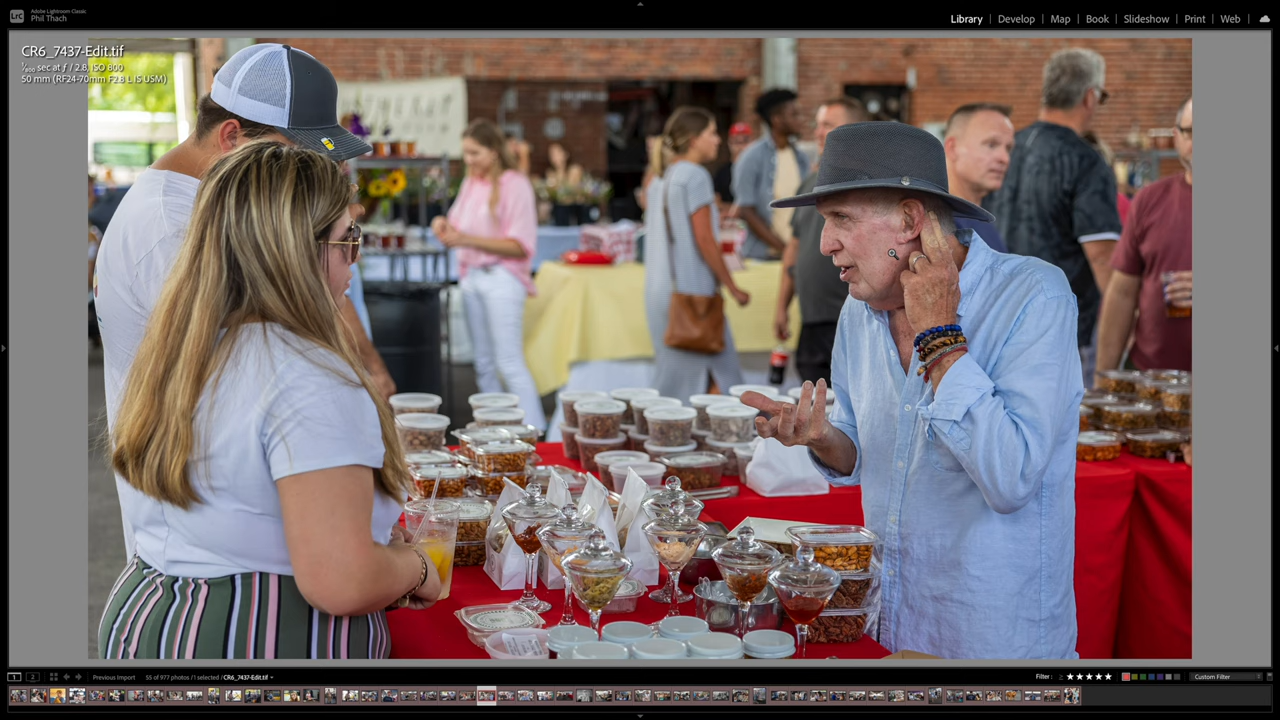 LrC
Adobe Lightroom Classic
Phil Thach
Library | Develop | Map | Book | Slideshow | Print | Web
CR6_7437-Edit.tif
sec at ƒ / 2.8, ISO 800
50 mm (RF24-70mm F2.8 L IS USM)
1 2 Previous Import 55 of 977 photos / 1 selected / CR6_7437-Edit.tif
Filter : ≥ ★★★★★ Custom Filter